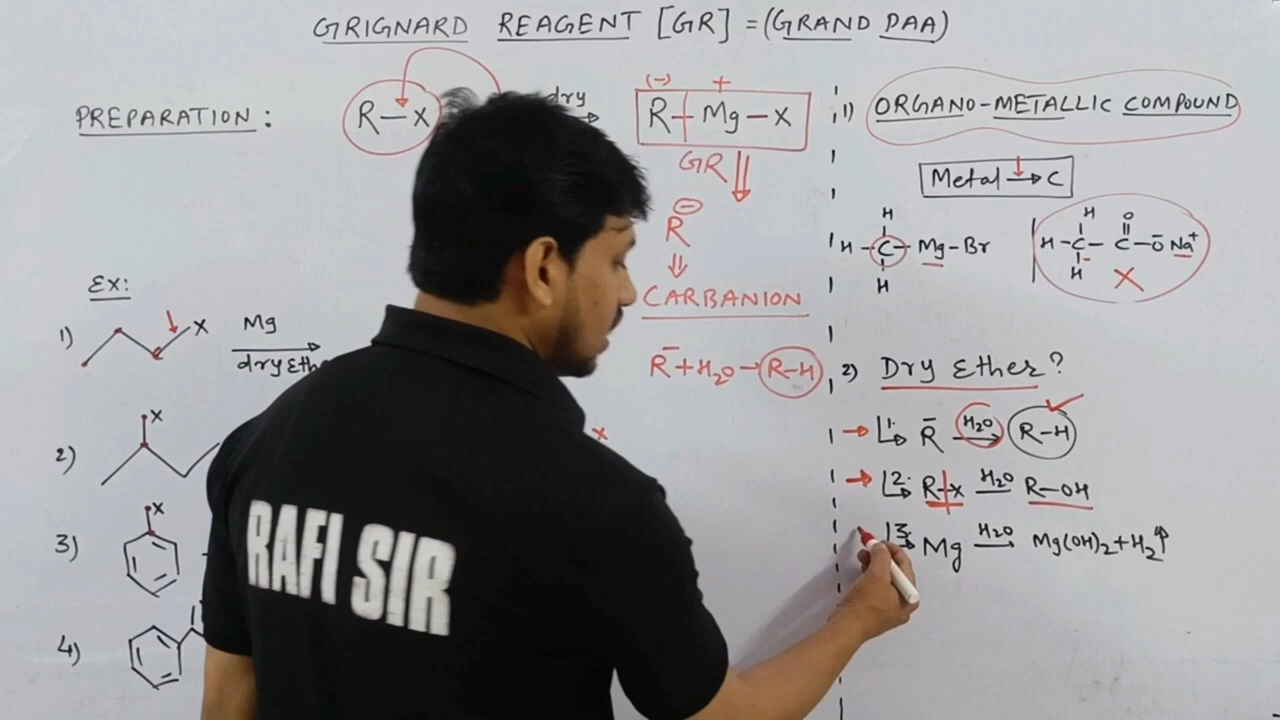 GRIGNARD REAGENT [GR] = (GRAND DAA)
PREPARATION :
R-X
dry
(-) +
R-Mg-X
GR
R⊖
CARBANION
R̄+H₂O→R-H
EX:
1)
X
Mg
dry Eth
2)
X
x
3)
X
4)
RAFI SIR
1) ORGANO-METALLIC COMPOUND
Metal → C
H
H-C-Mg-Br
H
H O
H-C-C-Ō Na⁺
H
X
2) Dry Ether?
1. R̄ H₂O→ R-H
2. R-X H₂O→ R-OH
3. Mg H₂O→ Mg(OH)₂+H₂↑